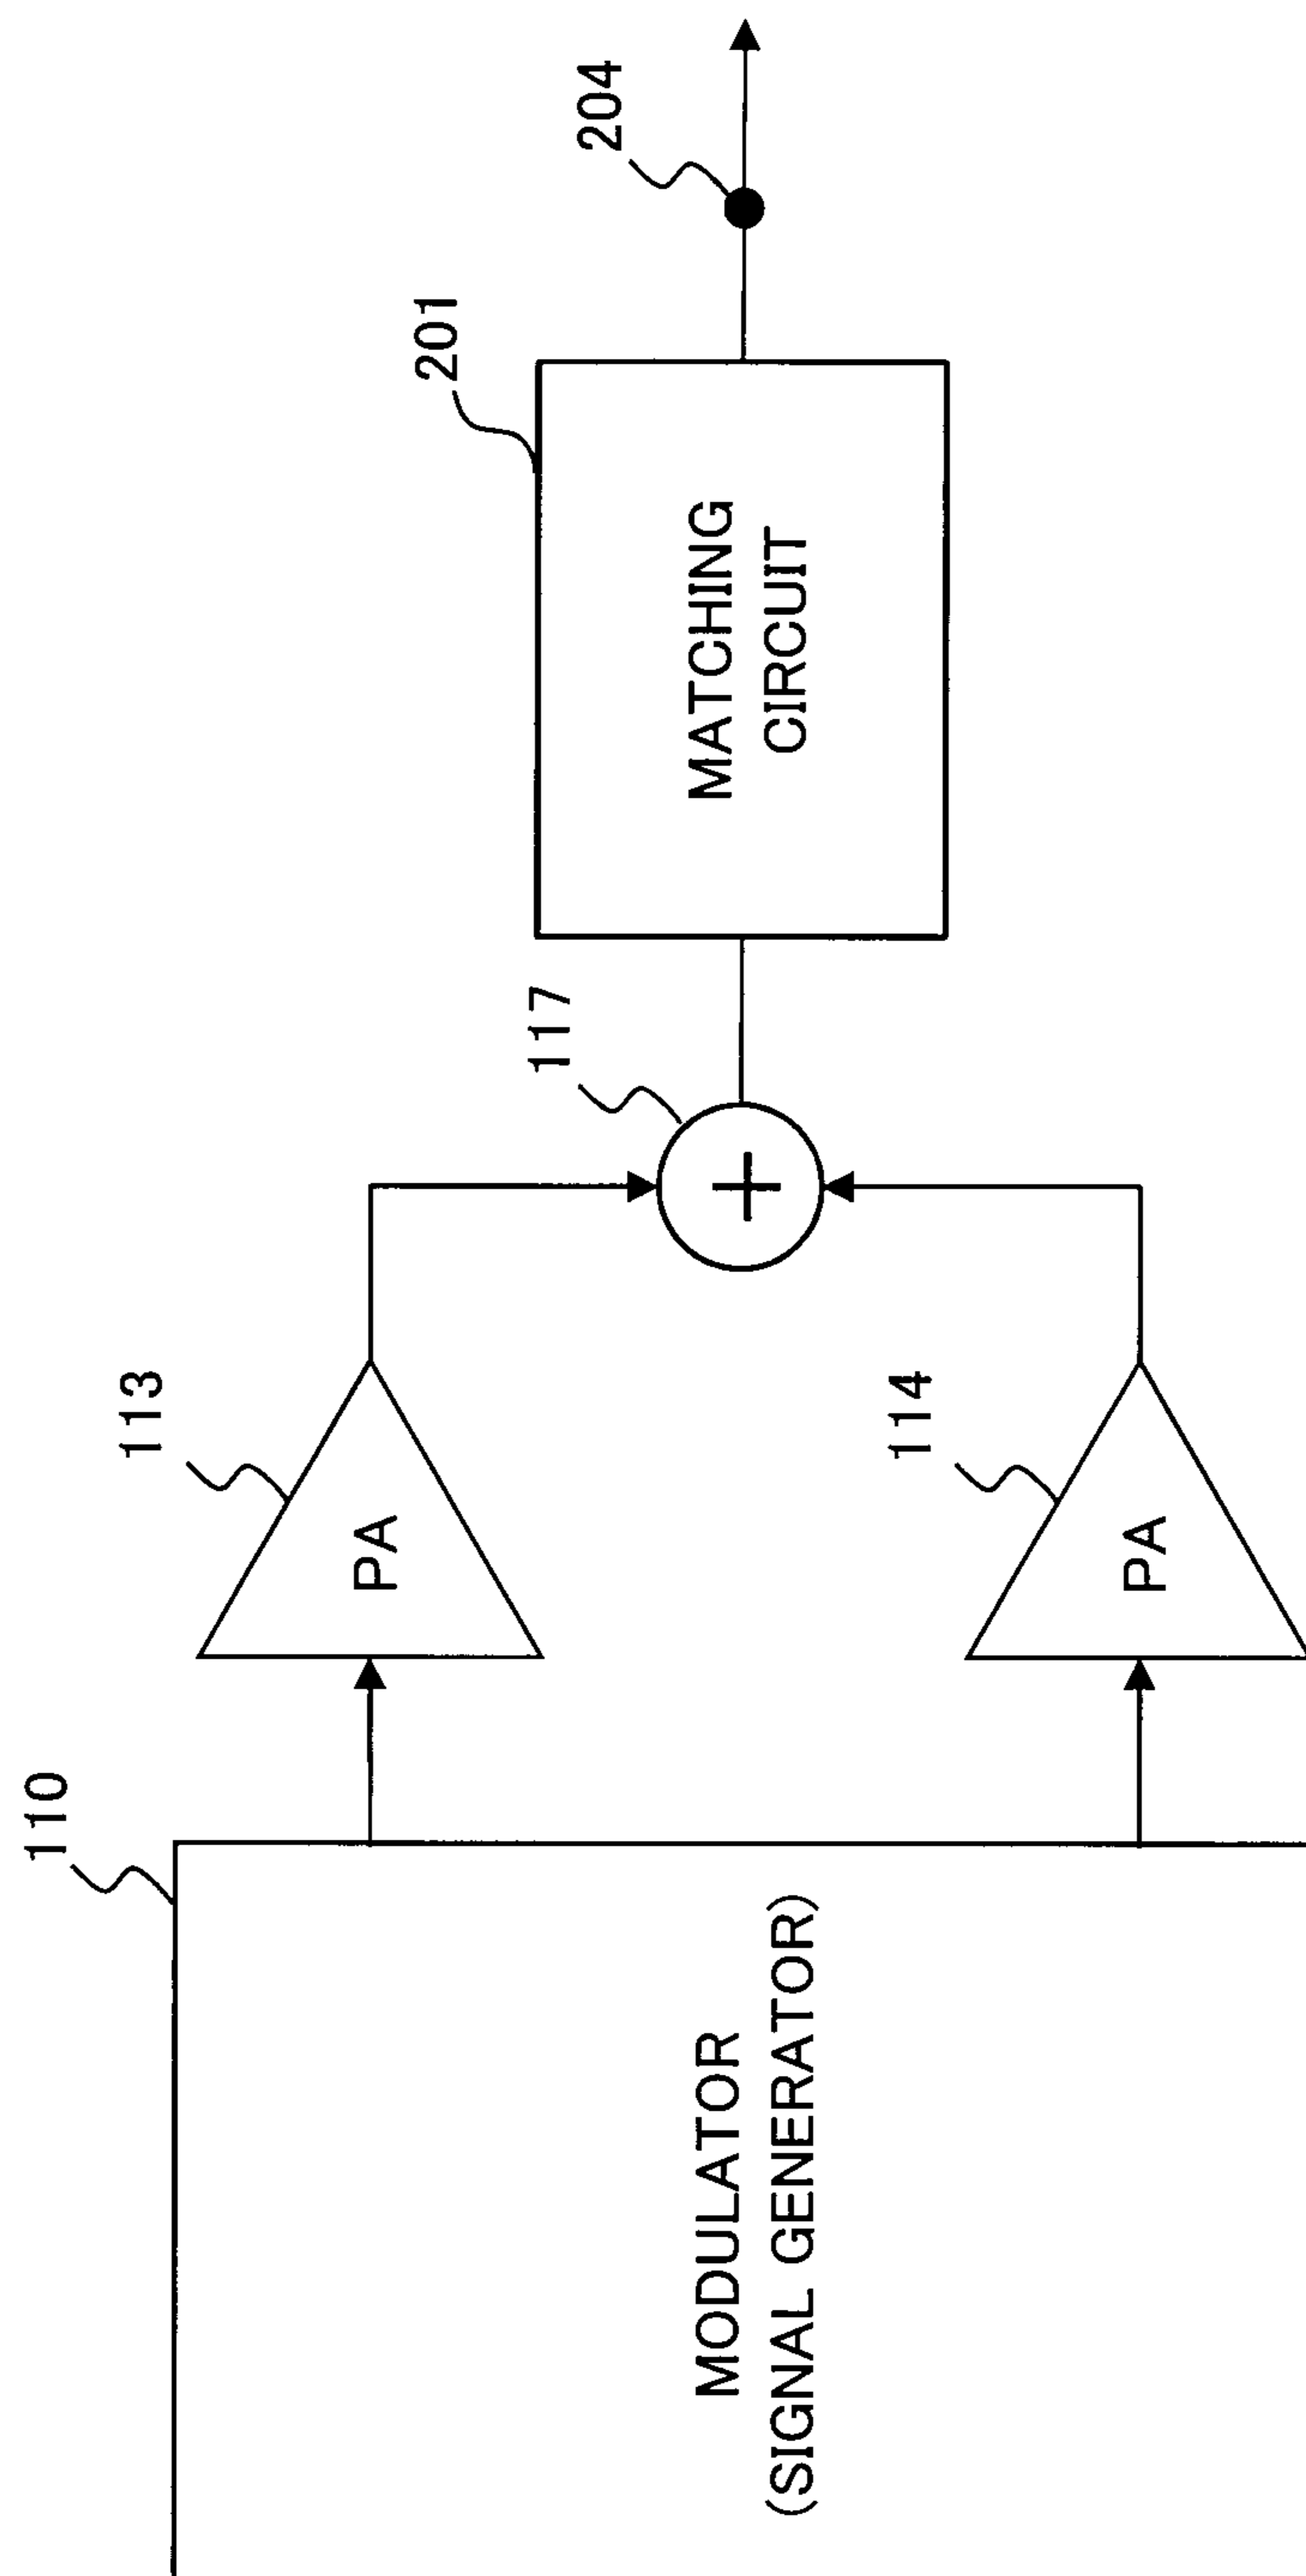 110
MODULATOR
(SIGNAL GENERATOR)
113
PA
114
PA
117
201
MATCHING
CIRCUIT
204